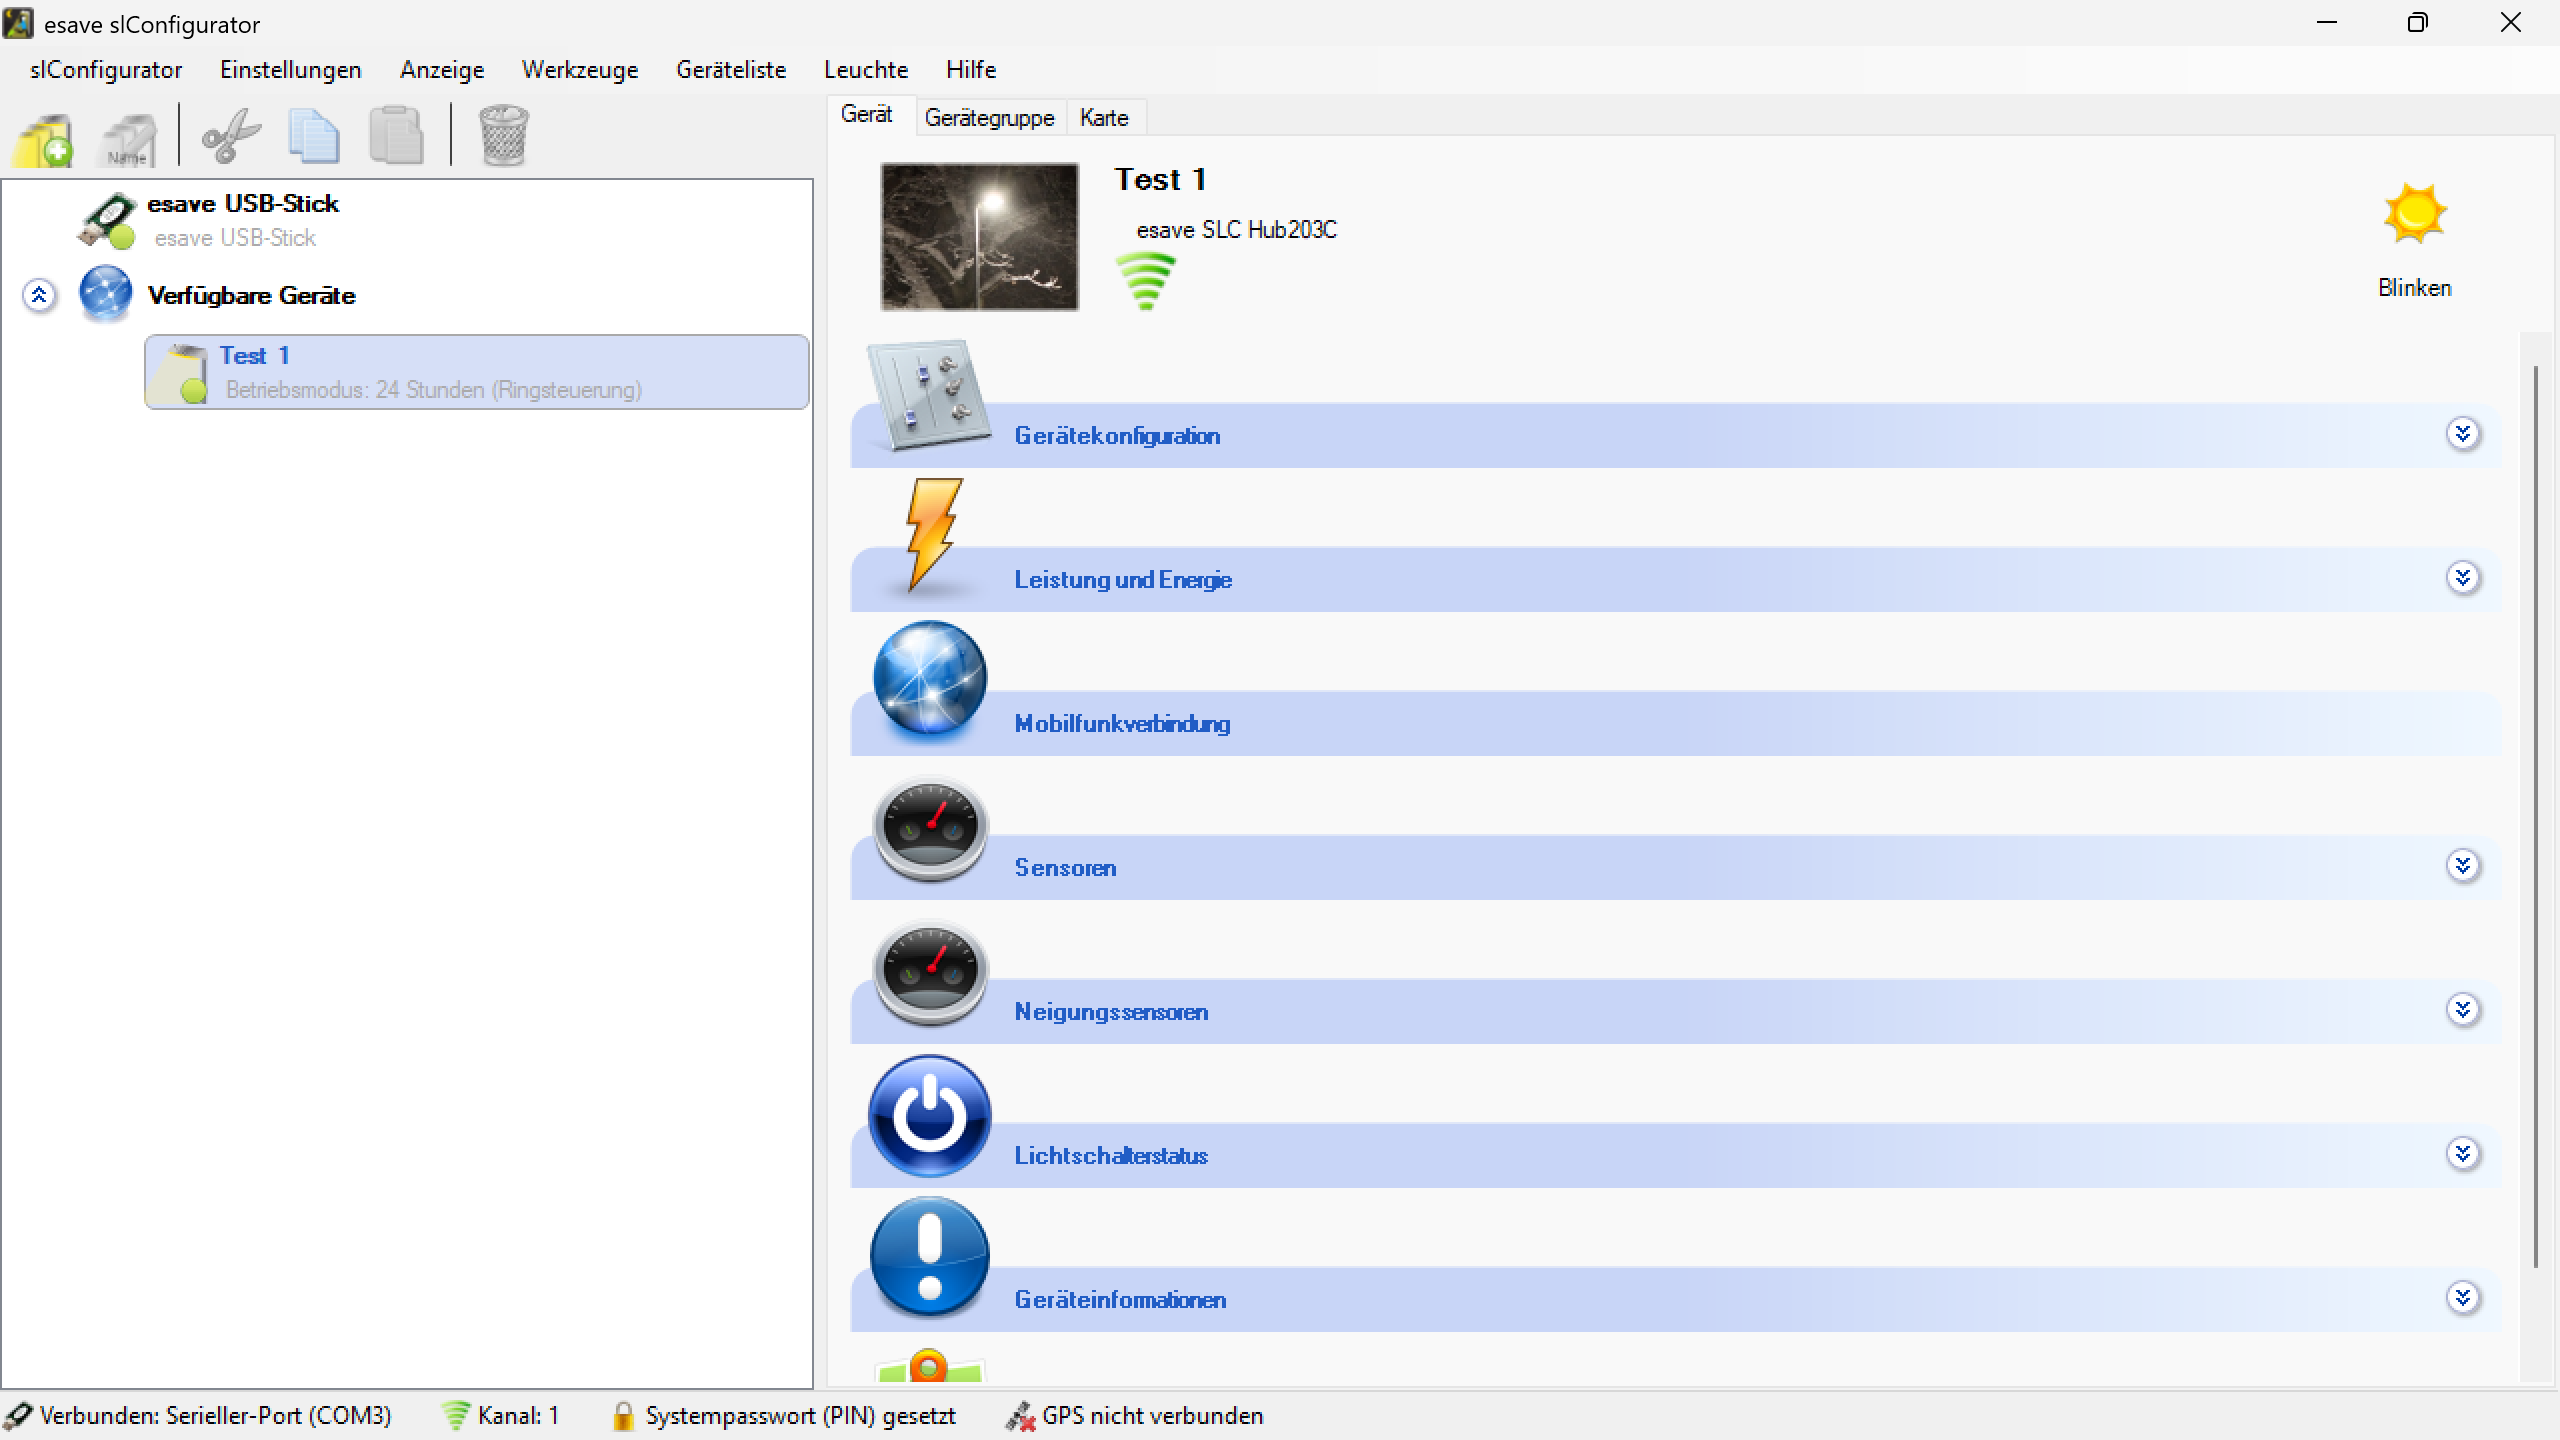 esave slConfigurator
slConfigurator Einstellungen Anzeige Werkzeuge Geräteliste Leuchte Hilfe
Name
Gerät Gerätegruppe Karte
esave USB-Stick
esave USB-Stick
Verfügbare Geräte
Test 1
Betriebsmodus: 24 Stunden (Ringsteuerung)
Test 1
esave SLC Hub203C
Blinken
Gerätekonfiguration
Leistung und Energie
Mobilfunkverbindung
Sensoren
Neigungssensoren
Lichtschalterstatus
Geräteinformationen
Verbunden: Serieller-Port (COM3) Kanal: 1 Systempasswort (PIN) gesetzt GPS nicht verbunden